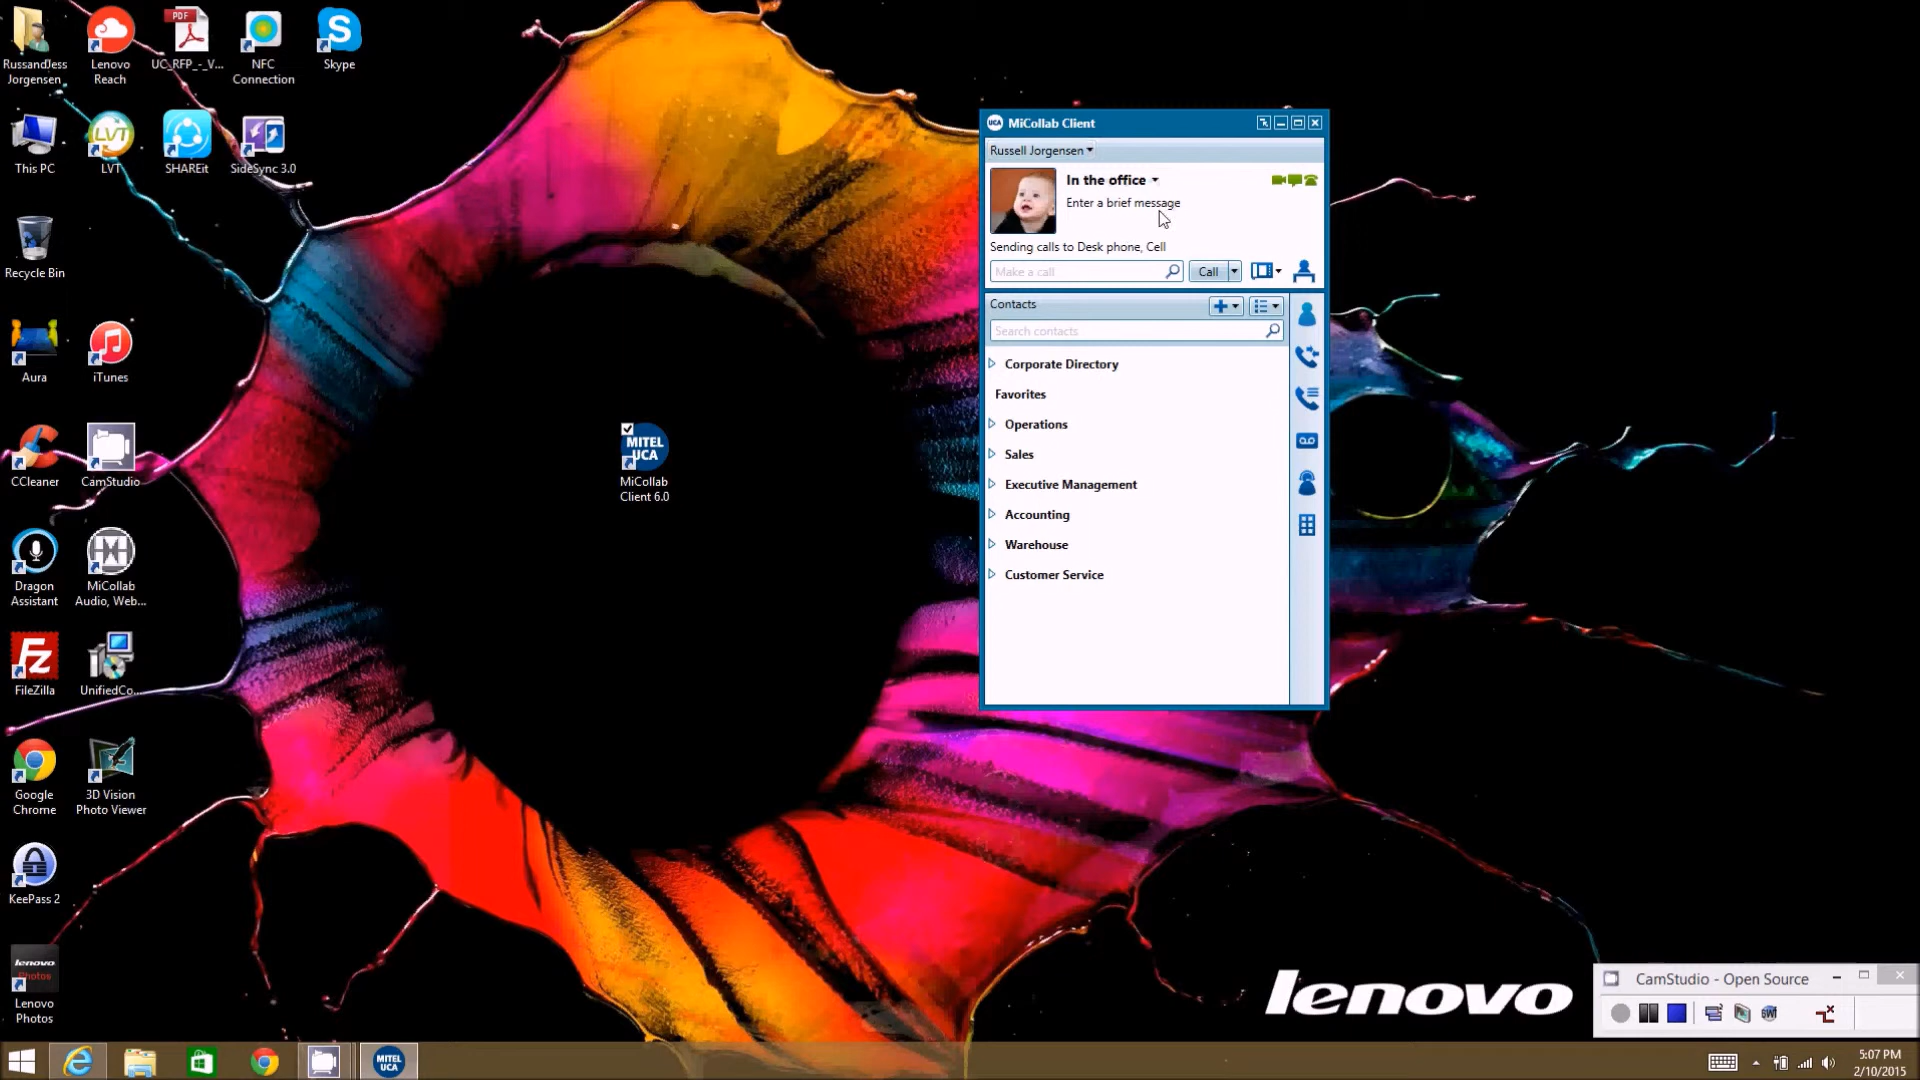 RussandJess
Jorgensen
Lenovo
Reach
PDF
UC_RFP_-_V...
NFC
Connection
Skype
This PC
LVT
LVT
SHAREit
SideSync 3.0
Recycle Bin
Aura
iTunes
CCleaner
CamStudio
Dragon
Assistant
MiCollab
Audio, Web...
FileZilla
UnifiedCo...
Google
Chrome
3D Vision
Photo Viewer
KeePass 2
lenovo
Photos
Lenovo
Photos
MITEL
UCA
MiCollab
Client 6.0
UCA MiCollab Client
Russell Jorgensen
In the office
Enter a brief message
Sending calls to Desk phone, Cell
Make a call
Call
Contacts
Search contacts
Corporate Directory
Favorites
Operations
Sales
Executive Management
Accounting
Warehouse
Customer Service
lenovo
CamStudio - Open Source
MITEL
UCA
5:07 PM
2/10/2015